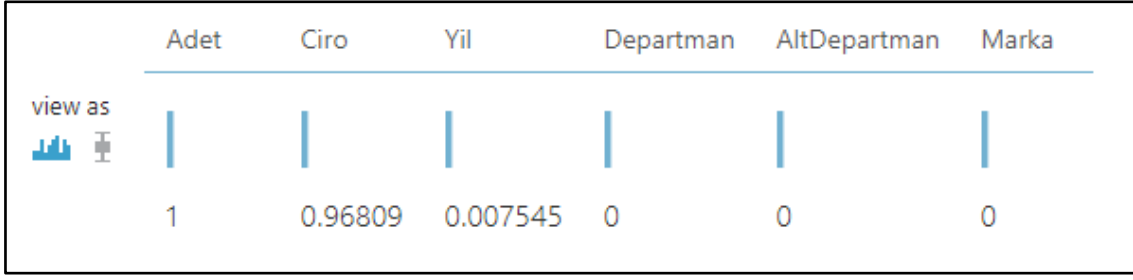 Adet Ciro Yil Departman AltDepartman Marka
view as
1 0.96809 0.007545 0 0 0